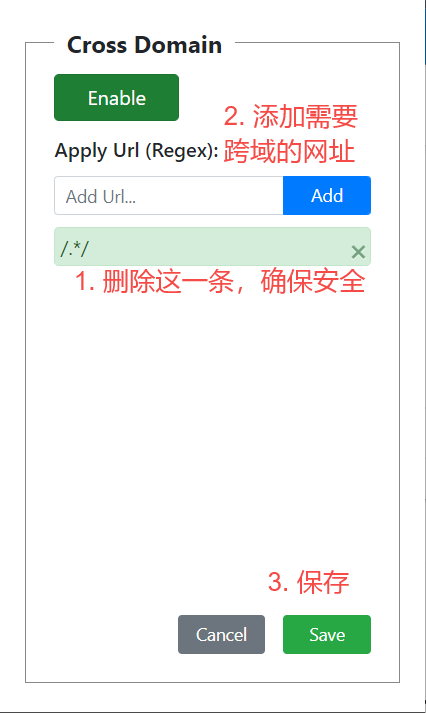 Cross Domain
Enable
2. 添加需要
跨域的网址
Apply Url (Regex):
Add Url...
Add
/.*/
1. 删除这一条，确保安全
3. 保存
Cancel
Save